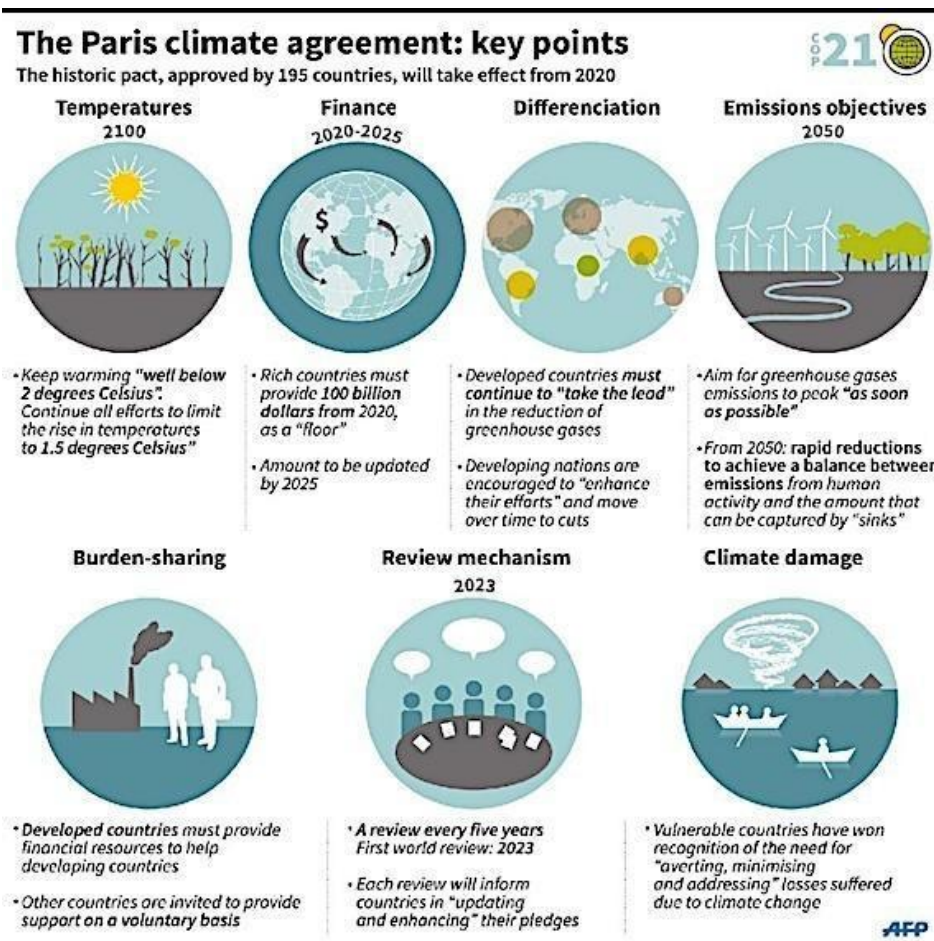 The Paris climate agreement: key points
The historic pact, approved by 195 countries, will take effect from 2020
COP 21
Temperatures
2100
• Keep warming "well below
2 degrees Celsius".
Continue all efforts to limit
the rise in temperatures
to 1.5 degrees Celsius"
Finance
2020-2025
$
• Rich countries must
provide 100 billion
dollars from 2020,
as a "floor"
• Amount to be updated
by 2025
Differenciation
• Developed countries must
continue to "take the lead"
in the reduction of
greenhouse gases
• Developing nations are
encouraged to "enhance
their efforts" and move
over time to cuts
Emissions objectives
2050
• Aim for greenhouse gases
emissions to peak "as soon
as possible"
• From 2050: rapid reductions
to achieve a balance between
emissions from human
activity and the amount that
can be captured by "sinks"
Burden-sharing
• Developed countries must provide
financial resources to help
developing countries
• Other countries are invited to provide
support on a voluntary basis
Review mechanism
2023
• A review every five years
First world review: 2023
• Each review will inform
countries in "updating
and enhancing" their pledges
Climate damage
• Vulnerable countries have won
recognition of the need for
"averting, minimising
and addressing" losses suffered
due to climate change
AFP